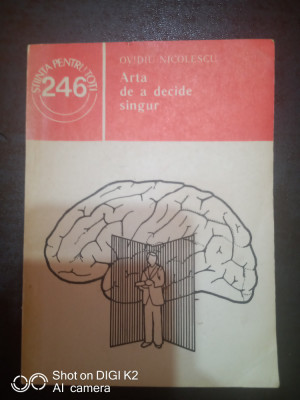 ȘTIINȚA PENTRU TOȚI
246
OVIDIU NICOLESCU
Arta
de a decide
singur
Shot on DIGI K2
AI camera